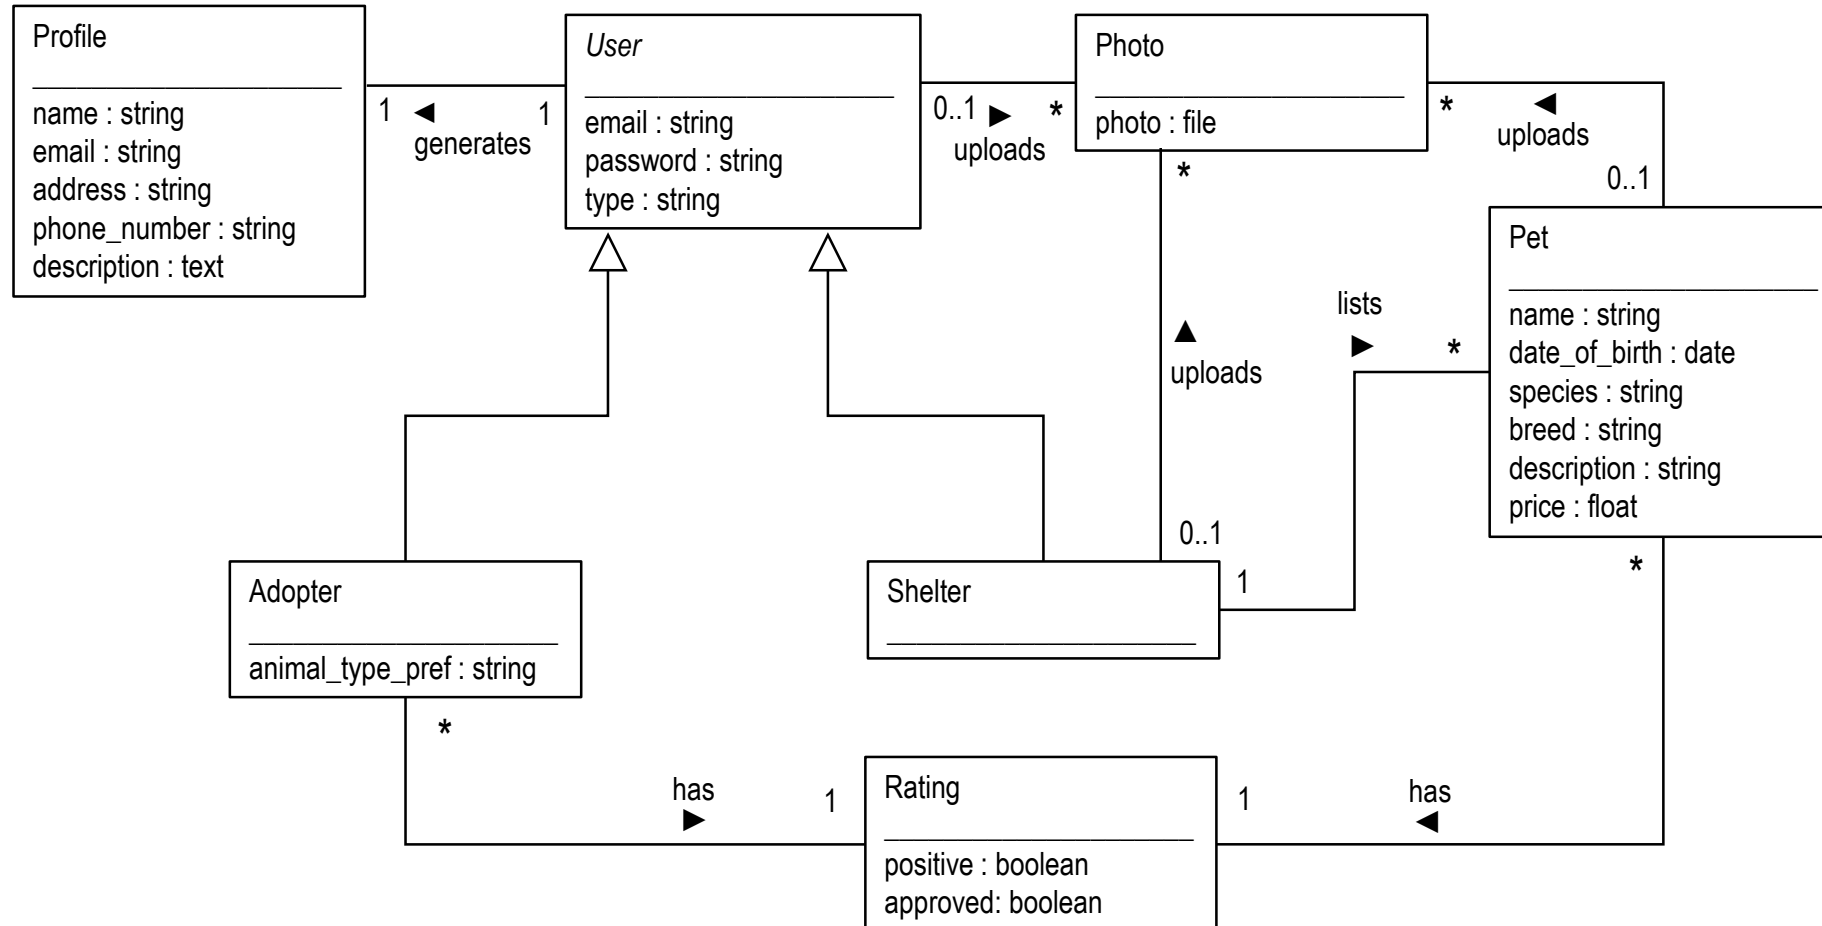 Profile
name : string
email : string
address : string
phone_number : string
description : text
1 ◄ 1
generates
User
email : string
password : string
type : string
0..1 ► *
uploads
Photo
photo : file
* ◄
uploads
0..1
*
▲
uploads
0..1
Pet
name : string
date_of_birth : date
species : string
breed : string
description : string
price : float
lists
► *
1
*
Adopter
animal_type_pref : string
*
Shelter
has
►
1
Rating
positive : boolean
approved: boolean
1
has
◄